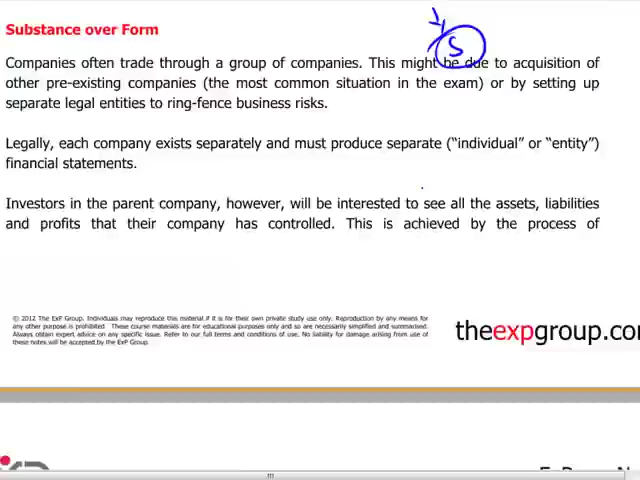 Substance over Form
S
Companies often trade through a group of companies. This might be due to acquisition of
other pre-existing companies (the most common situation in the exam) or by setting up
separate legal entities to ring-fence business risks.
Legally, each company exists separately and must produce separate (“individual” or “entity”)
financial statements.
Investors in the parent company, however, will be interested to see all the assets, liabilities
and profits that their company has controlled. This is achieved by the process of
© 2012 The ExP Group. Individuals may reproduce this material if it is for their own private study use only. Reproduction by any means for
any other purpose is prohibited. These course materials are for educational purposes only and so are necessarily simplified and summarised.
Always obtain expert advice on any specific issue. Refer to our full terms and conditions of use. No liability for damage arising from use of
these notes will be accepted by the ExP Group.
theexpgroup.co